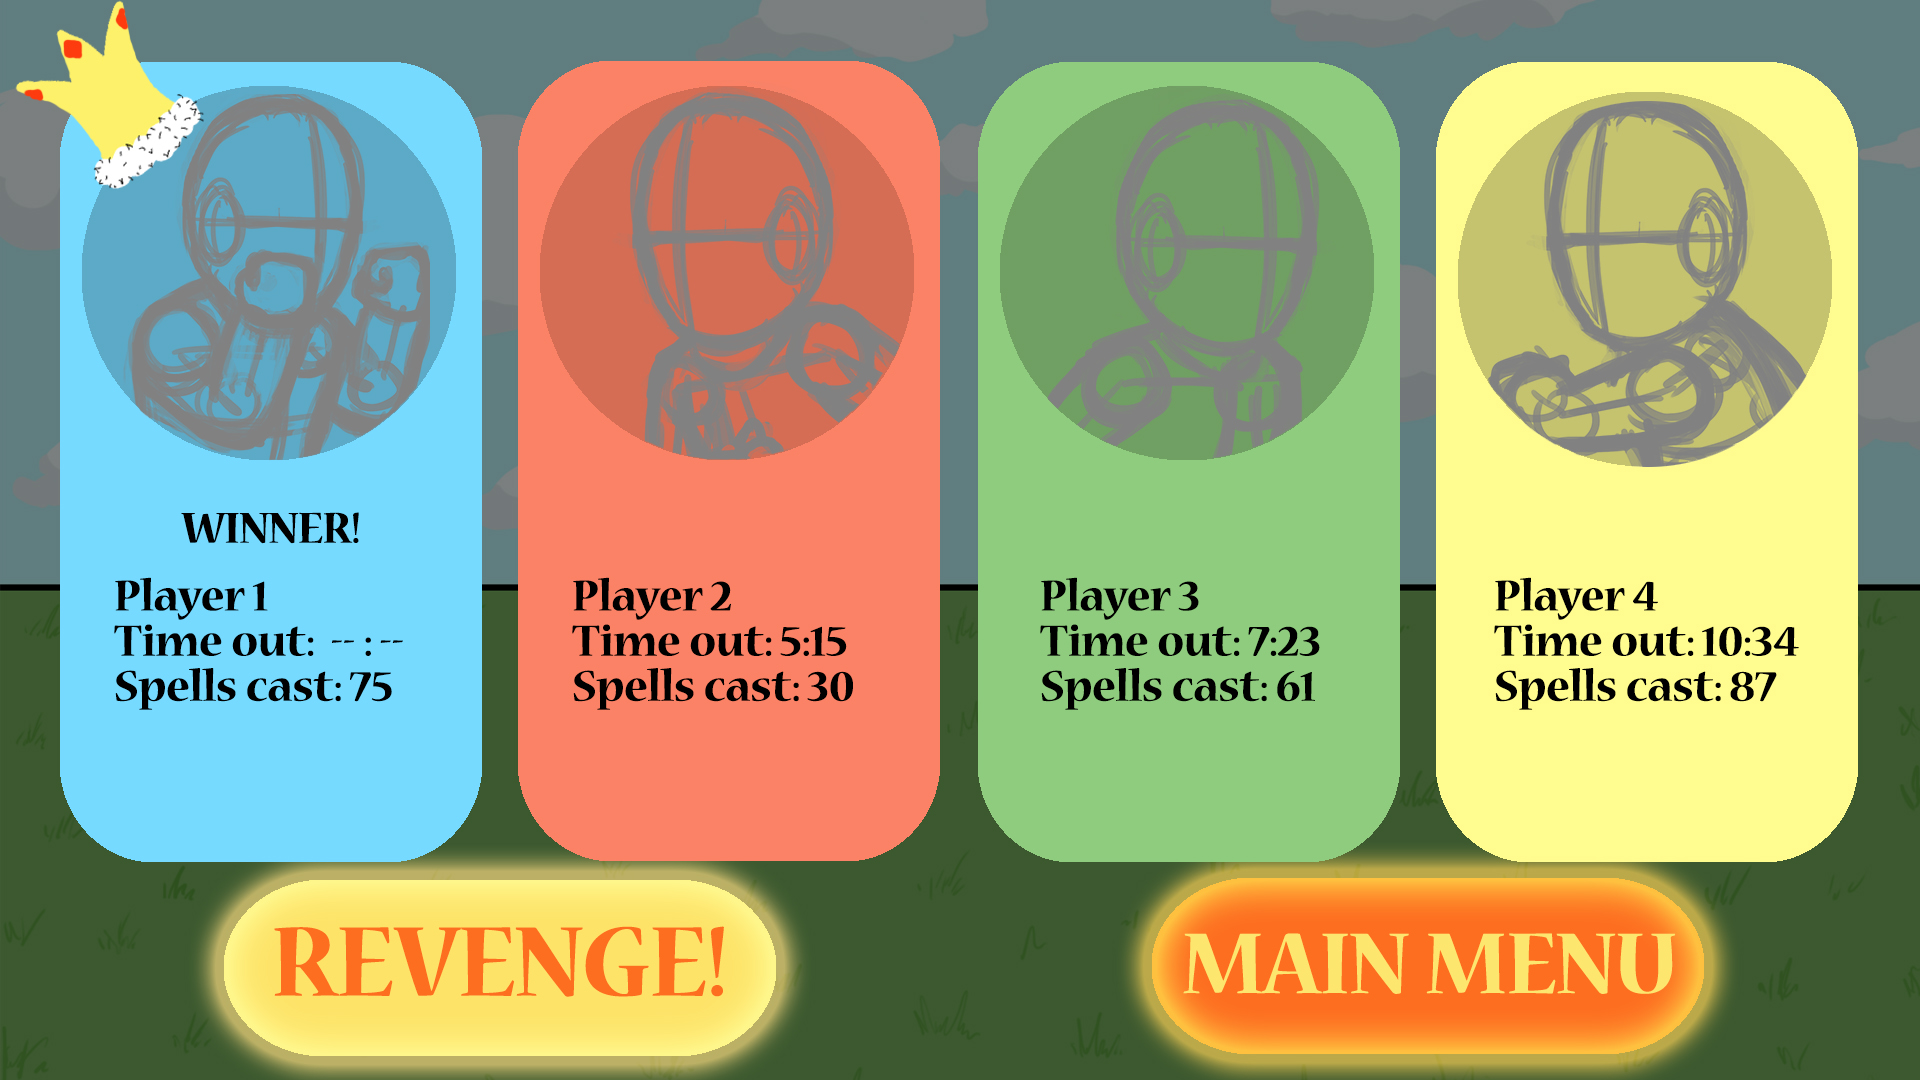 WINNER!
Player 1
Time out: -- : --
Spells cast: 75
Player 2
Time out: 5:15
Spells cast: 30
Player 3
Time out: 7:23
Spells cast: 61
Player 4
Time out: 10:34
Spells cast: 87
REVENGE!
MAIN MENU